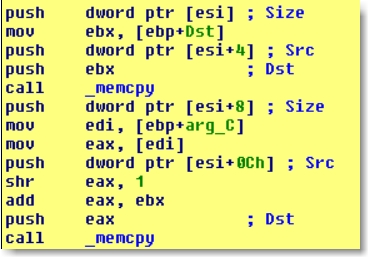 push dword ptr [esi] ; Size
mov ebx, [ebp+Dst]
push dword ptr [esi+4] ; Src
push ebx ; Dst
call _memcpy
push dword ptr [esi+8] ; Size
mov edi, [ebp+arg_C]
mov eax, [edi]
push dword ptr [esi+0Ch] ; Src
shr eax, 1
add eax, ebx
push eax ; Dst
call _memcpy